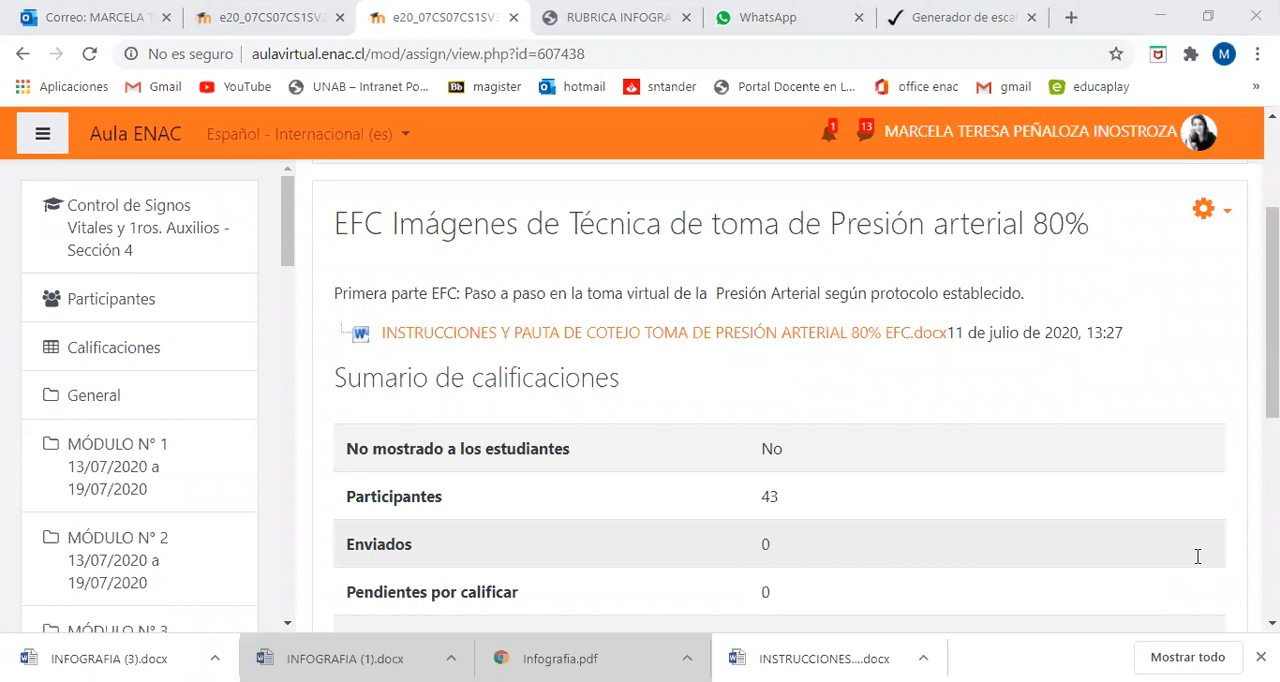 Correo: MARCELA T
e20_07CS07CS1SV3
e20_07CS07CS1SV
RUBRICA INFOGRA
WhatsApp
Generador de esca
No es seguro
aulavirtual.enac.cl/mod/assign/view.php?id=607438
M
Aplicaciones
Gmail
YouTube
UNAB – Intranet Po...
Bb magister
hotmail
sntander
Portal Docente en L...
office enac
gmail
educaplay
»
Aula ENAC
Español - Internacional (es)
1
13
MARCELA TERESA PEÑALOZA INOSTROZA
Control de Signos
Vitales y 1ros. Auxilios -
Sección 4
Participantes
Calificaciones
General
MÓDULO N° 1
13/07/2020 a
19/07/2020
MÓDULO N° 2
13/07/2020 a
19/07/2020
MÓDULO N° 3
EFC Imágenes de Técnica de toma de Presión arterial 80%
Primera parte EFC: Paso a paso en la toma virtual de la Presión Arterial según protocolo establecido.
INSTRUCCIONES Y PAUTA DE COTEJO TOMA DE PRESIÓN ARTERIAL 80% EFC.docx11 de julio de 2020, 13:27
Sumario de calificaciones
No mostrado a los estudiantes No
Participantes 43
Enviados 0
Pendientes por calificar 0
INFOGRAFIA (3).docx
INFOGRAFIA (1).docx
Infografia.pdf
INSTRUCCIONES....docx
Mostrar todo